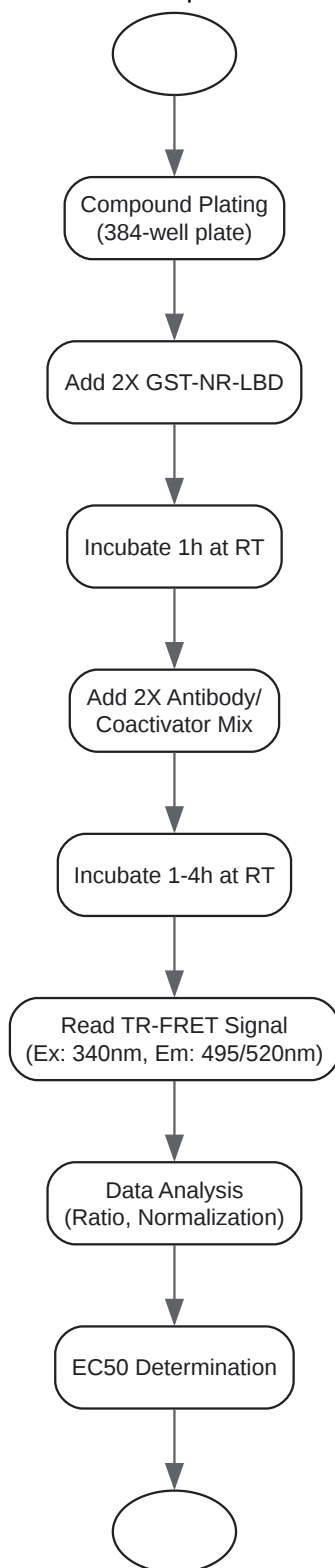 Compound Plating
(384-well plate)
Add 2X GST-NR-LBD
Incubate 1h at RT
Add 2X Antibody/
Coactivator Mix
Incubate 1-4h at RT
Read TR-FRET Signal
(Ex: 340nm, Em: 495/520nm)
Data Analysis
(Ratio, Normalization)
EC50 Determination